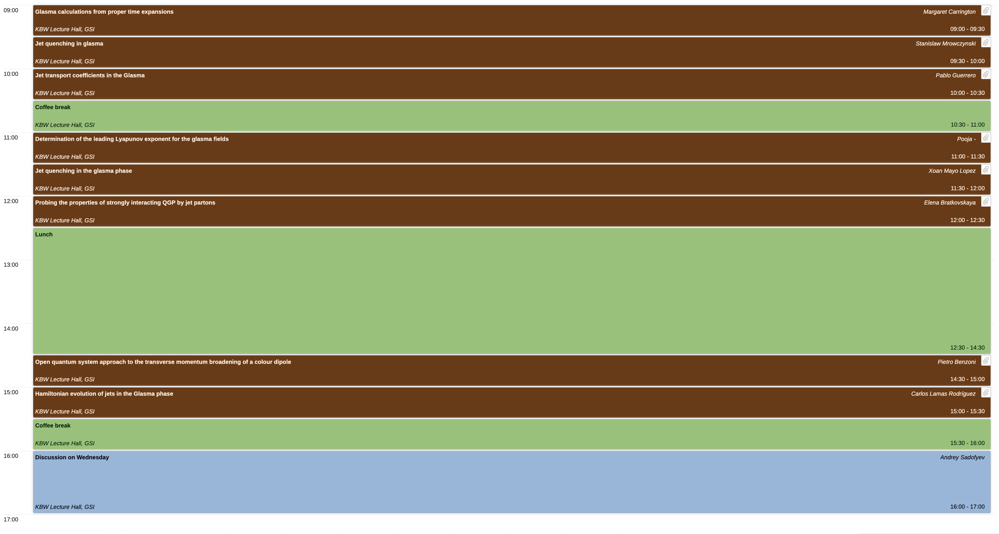 09:00
Glasma calculations from proper time expansions Margaret Carrington
KBW Lecture Hall, GSI 09:00 - 09:30
Jet quenching in glasma Stanislaw Mrowczynski
KBW Lecture Hall, GSI 09:30 - 10:00
10:00
Jet transport coefficients in the Glasma Pablo Guerrero
KBW Lecture Hall, GSI 10:00 - 10:30
Coffee break
KBW Lecture Hall, GSI 10:30 - 11:00
11:00
Determination of the leading Lyapunov exponent for the glasma fields Pooja -
KBW Lecture Hall, GSI 11:00 - 11:30
Jet quenching in the glasma phase Xoan Mayo Lopez
KBW Lecture Hall, GSI 11:30 - 12:00
12:00
Probing the properties of strongly interacting QGP by jet partons Elena Bratkovskaya
KBW Lecture Hall, GSI 12:00 - 12:30
Lunch
13:00
14:00
12:30 - 14:30
Open quantum system approach to the transverse momentum broadening of a colour dipole Pietro Benzoni
KBW Lecture Hall, GSI 14:30 - 15:00
15:00
Hamiltonian evolution of jets in the Glasma phase Carlos Lamas Rodríguez
KBW Lecture Hall, GSI 15:00 - 15:30
Coffee break
KBW Lecture Hall, GSI 15:30 - 16:00
16:00
Discussion on Wednesday Andrey Sadofyev
KBW Lecture Hall, GSI 16:00 - 17:00
17:00